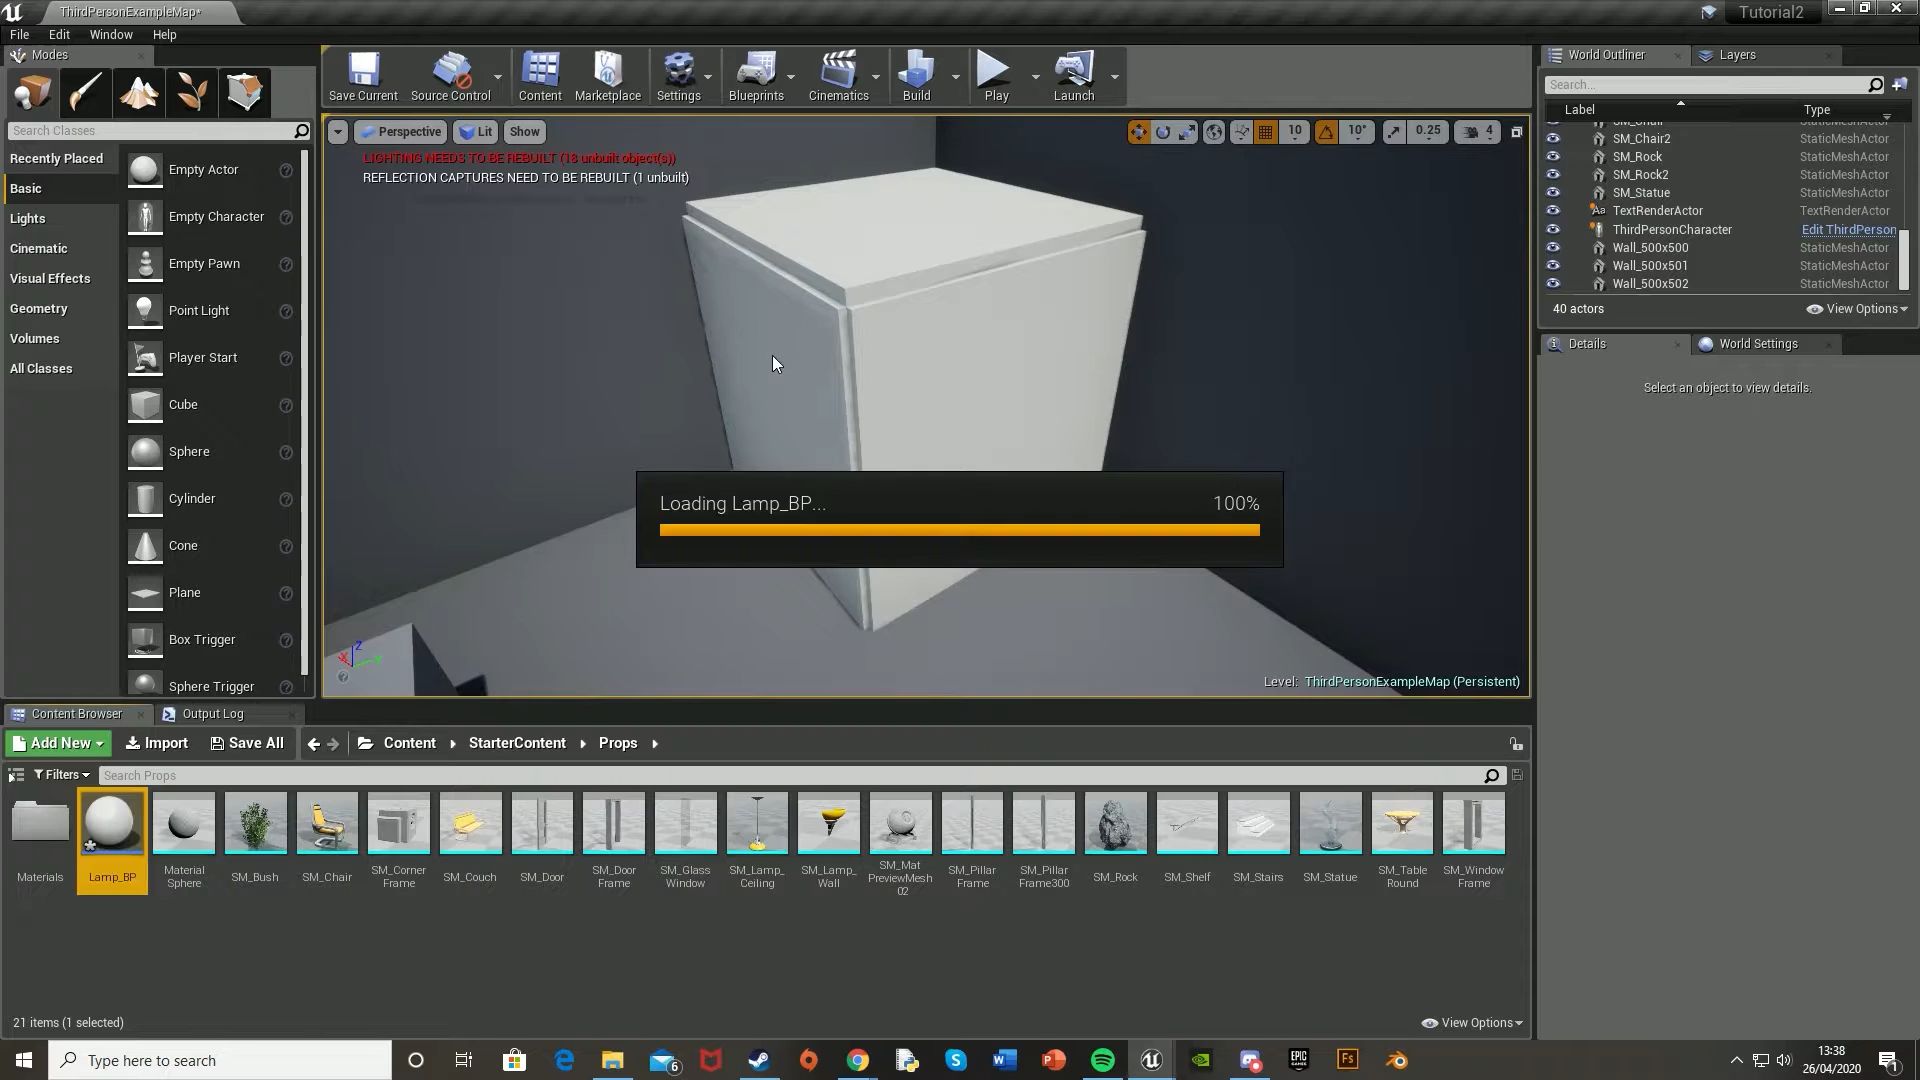 ThirdPersonExampleMap*
Tutorial2
File Edit Window Help
Modes
Save Current
Source Control
Content
Marketplace
Settings
Blueprints
Cinematics
Build
Play
Launch
World Outliner
Layers
Search...
Label
Type
Search Classes
Recently Placed
Basic
Lights
Cinematic
Visual Effects
Geometry
Volumes
All Classes
Empty Actor
Empty Character
Empty Pawn
Point Light
Player Start
Cube
Sphere
Cylinder
Cone
Plane
Box Trigger
Sphere Trigger
Perspective
Lit
Show
10
10°
0.25
4
LIGHTING NEEDS TO BE REBUILT (18 unbuilt object(s))
REFLECTION CAPTURES NEED TO BE REBUILT (1 unbuilt)
Loading Lamp_BP...
100%
X
Z
Y
Level: ThirdPersonExampleMap (Persistent)
SM_Chair StaticMeshActor
SM_Chair2 StaticMeshActor
SM_Rock StaticMeshActor
SM_Rock2 StaticMeshActor
SM_Statue StaticMeshActor
Aa TextRenderActor TextRenderActor
ThirdPersonCharacter Edit ThirdPerson
Wall_500x500 StaticMeshActor
Wall_500x501 StaticMeshActor
Wall_500x502 StaticMeshActor
40 actors
View Options
Details
World Settings
Select an object to view details.
Content Browser
Output Log
Add New
Import
Save All
Content
StarterContent
Props
Filters
Search Props
Materials
Lamp_BP
Material
Sphere
SM_Bush
SM_Chair
SM_Corner
Frame
SM_Couch
SM_Door
SM_Door
Frame
SM_Glass
Window
SM_Lamp_
Ceiling
SM_Lamp_
Wall
SM_Mat
PreviewMesh
02
SM_Pillar
Frame
SM_Pillar
Frame300
SM_Rock
SM_Shelf
SM_Stairs
SM_Statue
SM_Table
Round
SM_Window
Frame
21 items (1 selected)
View Options
Type here to search
6
EPIC
GAMES
Fs
13:38
26/04/2020
1